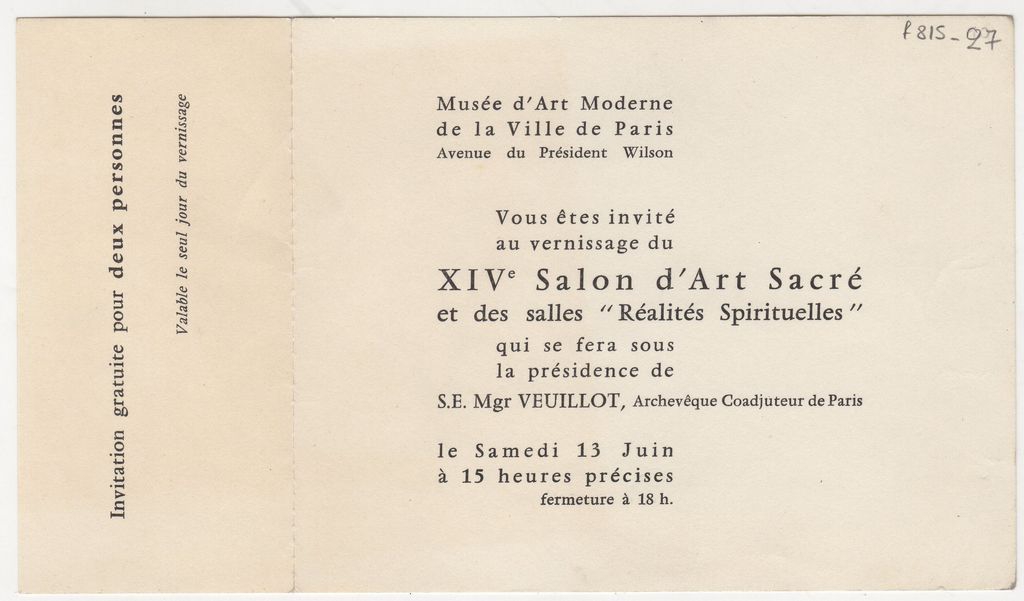 P815-27
Invitation gratuite pour deux personnes
Valable le seul jour du vernissage
Musée d'Art Moderne
de la Ville de Paris
Avenue du Président Wilson
Vous êtes invité
au vernissage du
XIVe Salon d'Art Sacré
et des salles "Réalités Spirituelles"
qui se fera sous
la présidence de
S.E. Mgr VEUILLOT, Archevêque Coadjuteur de Paris
le Samedi 13 Juin
à 15 heures précises
fermeture à 18 h.